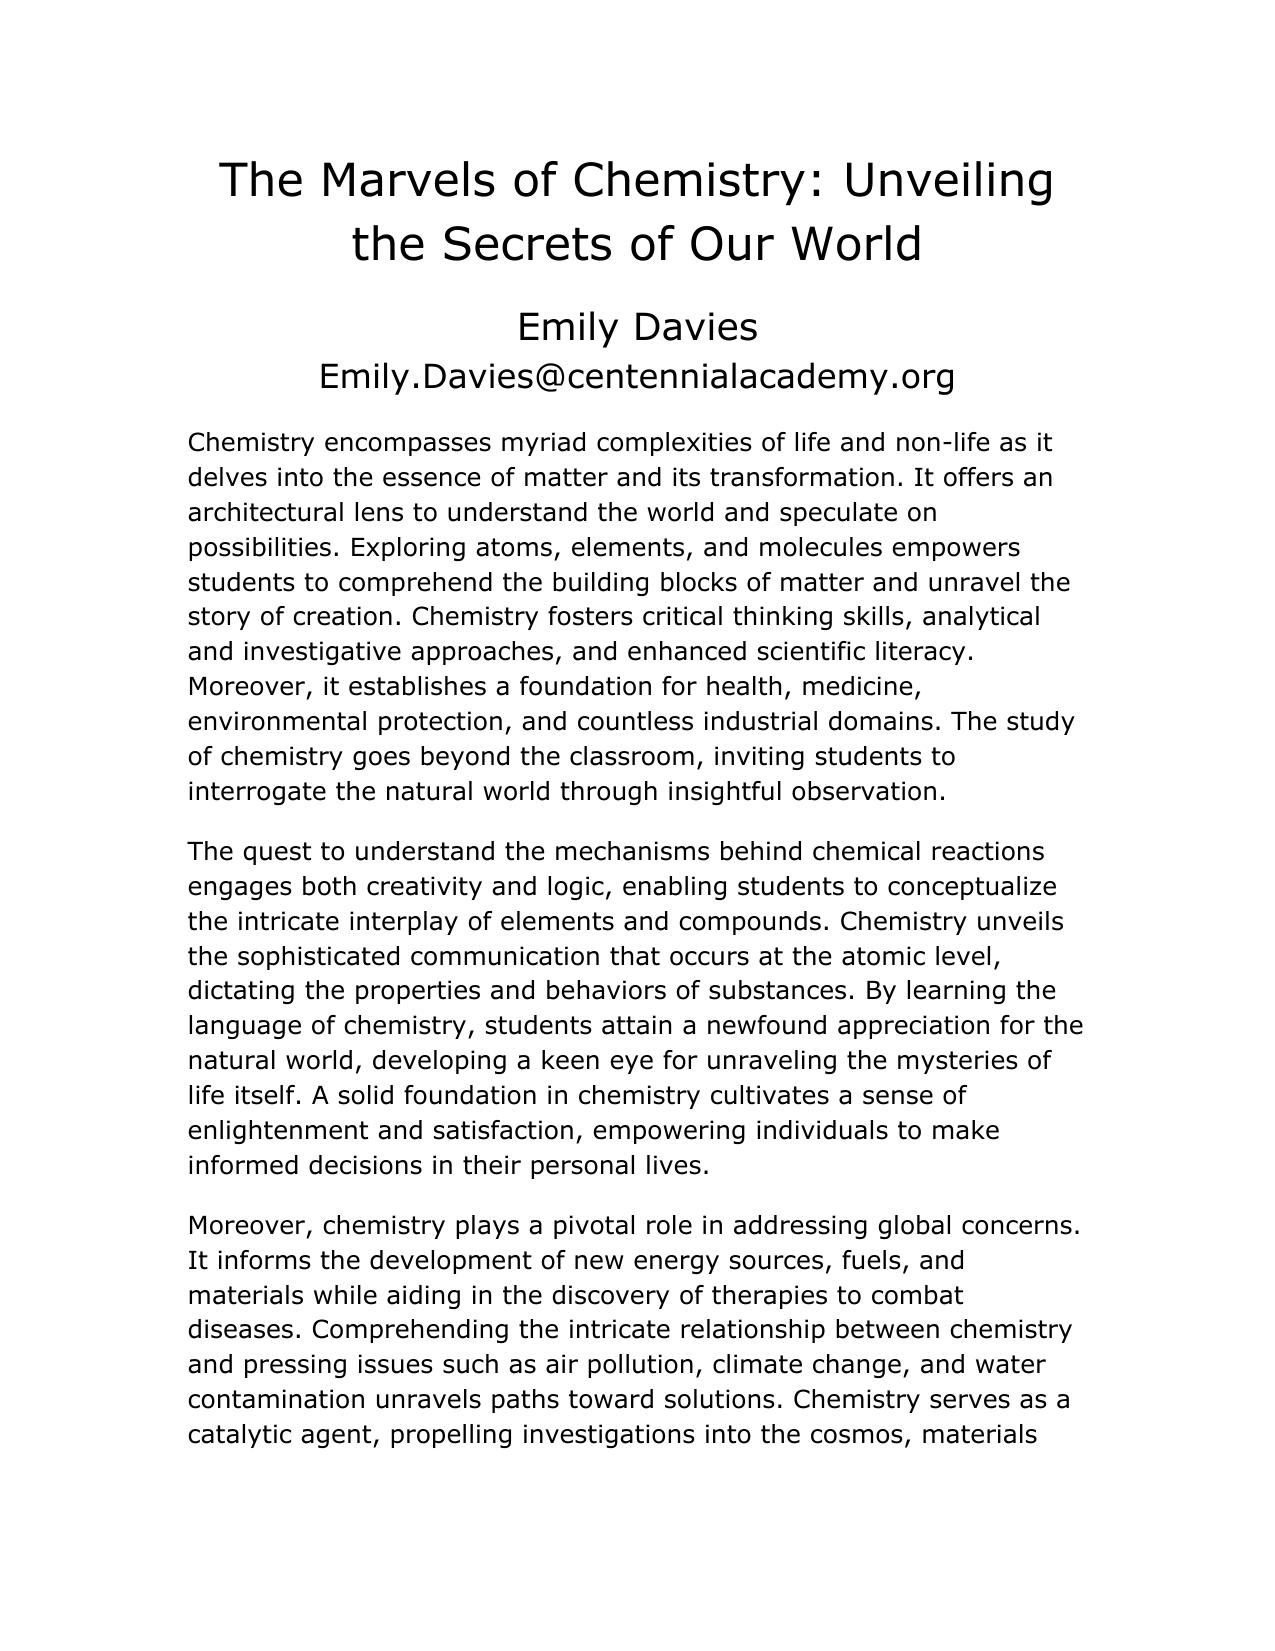 The Marvels of Chemistry: Unveiling
the Secrets of Our World
Emily Davies
Emily.Davies@centennialacademy.org
Chemistry encompasses myriad complexities of life and non-life as it
delves into the essence of matter and its transformation. It offers an
architectural lens to understand the world and speculate on
possibilities. Exploring atoms, elements, and molecules empowers
students to comprehend the building blocks of matter and unravel the
story of creation. Chemistry fosters critical thinking skills, analytical
and investigative approaches, and enhanced scientific literacy.
Moreover, it establishes a foundation for health, medicine,
environmental protection, and countless industrial domains. The study
of chemistry goes beyond the classroom, inviting students to
interrogate the natural world through insightful observation.
The quest to understand the mechanisms behind chemical reactions
engages both creativity and logic, enabling students to conceptualize
the intricate interplay of elements and compounds. Chemistry unveils
the sophisticated communication that occurs at the atomic level,
dictating the properties and behaviors of substances. By learning the
language of chemistry, students attain a newfound appreciation for the
natural world, developing a keen eye for unraveling the mysteries of
life itself. A solid foundation in chemistry cultivates a sense of
enlightenment and satisfaction, empowering individuals to make
informed decisions in their personal lives.
Moreover, chemistry plays a pivotal role in addressing global concerns.
It informs the development of new energy sources, fuels, and
materials while aiding in the discovery of therapies to combat
diseases. Comprehending the intricate relationship between chemistry
and pressing issues such as air pollution, climate change, and water
contamination unravels paths toward solutions. Chemistry serves as a
catalytic agent, propelling investigations into the cosmos, materials